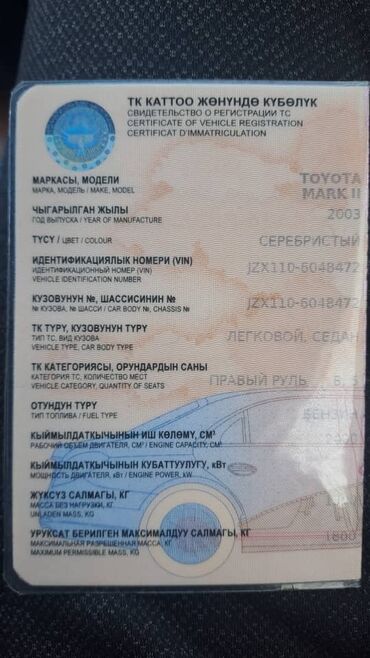 ТК КАТТОО ЖӨНҮНДӨ КҮБӨЛҮК
СВИДЕТЕЛЬСТВО О РЕГИСТРАЦИИ ТС
CERTIFICATE OF VEHICLE REGISTRATION
CERTIFICAT D'IMMATRICULATION
МАРКАСЫ, МОДЕЛИ TOYOTA
МАРКА, МОДЕЛЬ / MAKE, MODEL MARK II
ЧЫГАРЫЛГАН ЖЫЛЫ
ГОД ВЫПУСКА / YEAR OF MANUFACTURE 2003
ТҮСҮ / ЦВЕТ / COLOUR СЕРЕБРИСТЫЙ
ИДЕНТИФИКАЦИЯЛЫК НОМЕРИ (VIN) JZX110-6048472
ИДЕНТИФИКАЦИОННЫЙ НОМЕР (VIN)
VEHICLE IDENTIFICATION NUMBER
КУЗОВУНУН №, ШАССИСИНИН № JZX110-6048472
№ КУЗОВА, № ШАССИ / CAR BODY №, CHASSIS №
ТК ТҮРҮ, КУЗОВУНУН ТҮРҮ ЛЕГКОВОЙ, СЕДАН
ТИП ТС, ВИД КУЗОВА
VEHICLE TYPE, CAR BODY TYPE
ТК КАТЕГОРИЯСЫ, ОРУНДАРДЫН САНЫ
КАТЕГОРИЯ ТС, КОЛИЧЕСТВО МЕСТ ПРАВЫЙ РУЛЬ B, 5
VEHICLE CATEGORY, QUANTITY OF SEATS
ОТУНДУН ТҮРҮ
ТИП ТОПЛИВА / FUEL TYPE БЕНЗИН
КЫЙМЫЛДАТКЫЧЫНЫН ИШ КӨЛӨМҮ, СМ³
РАБОЧИЙ ОБЪЕМ ДВИГАТЕЛЯ, СМ³ / ENGINE CAPACITY, CM³
КЫЙМЫЛДАТКЫЧЫНЫН КУБАТТУУЛУГУ, кВт
МОЩНОСТЬ ДВИГАТЕЛЯ, кВт / ENGINE POWER, kW
ЖҮКСҮЗ САЛМАГЫ, КГ
МАССА БЕЗ НАГРУЗКИ, КГ
UNLADEN MASS, KG
УРУКСАТ БЕРИЛГЕН МАКСИМАЛДУУ САЛМАГЫ, КГ
МАКСИМАЛЬНАЯ РАЗРЕШЕННАЯ МАССА, КГ 1800
MAXIMUM PERMISSIBLE MASS, KG